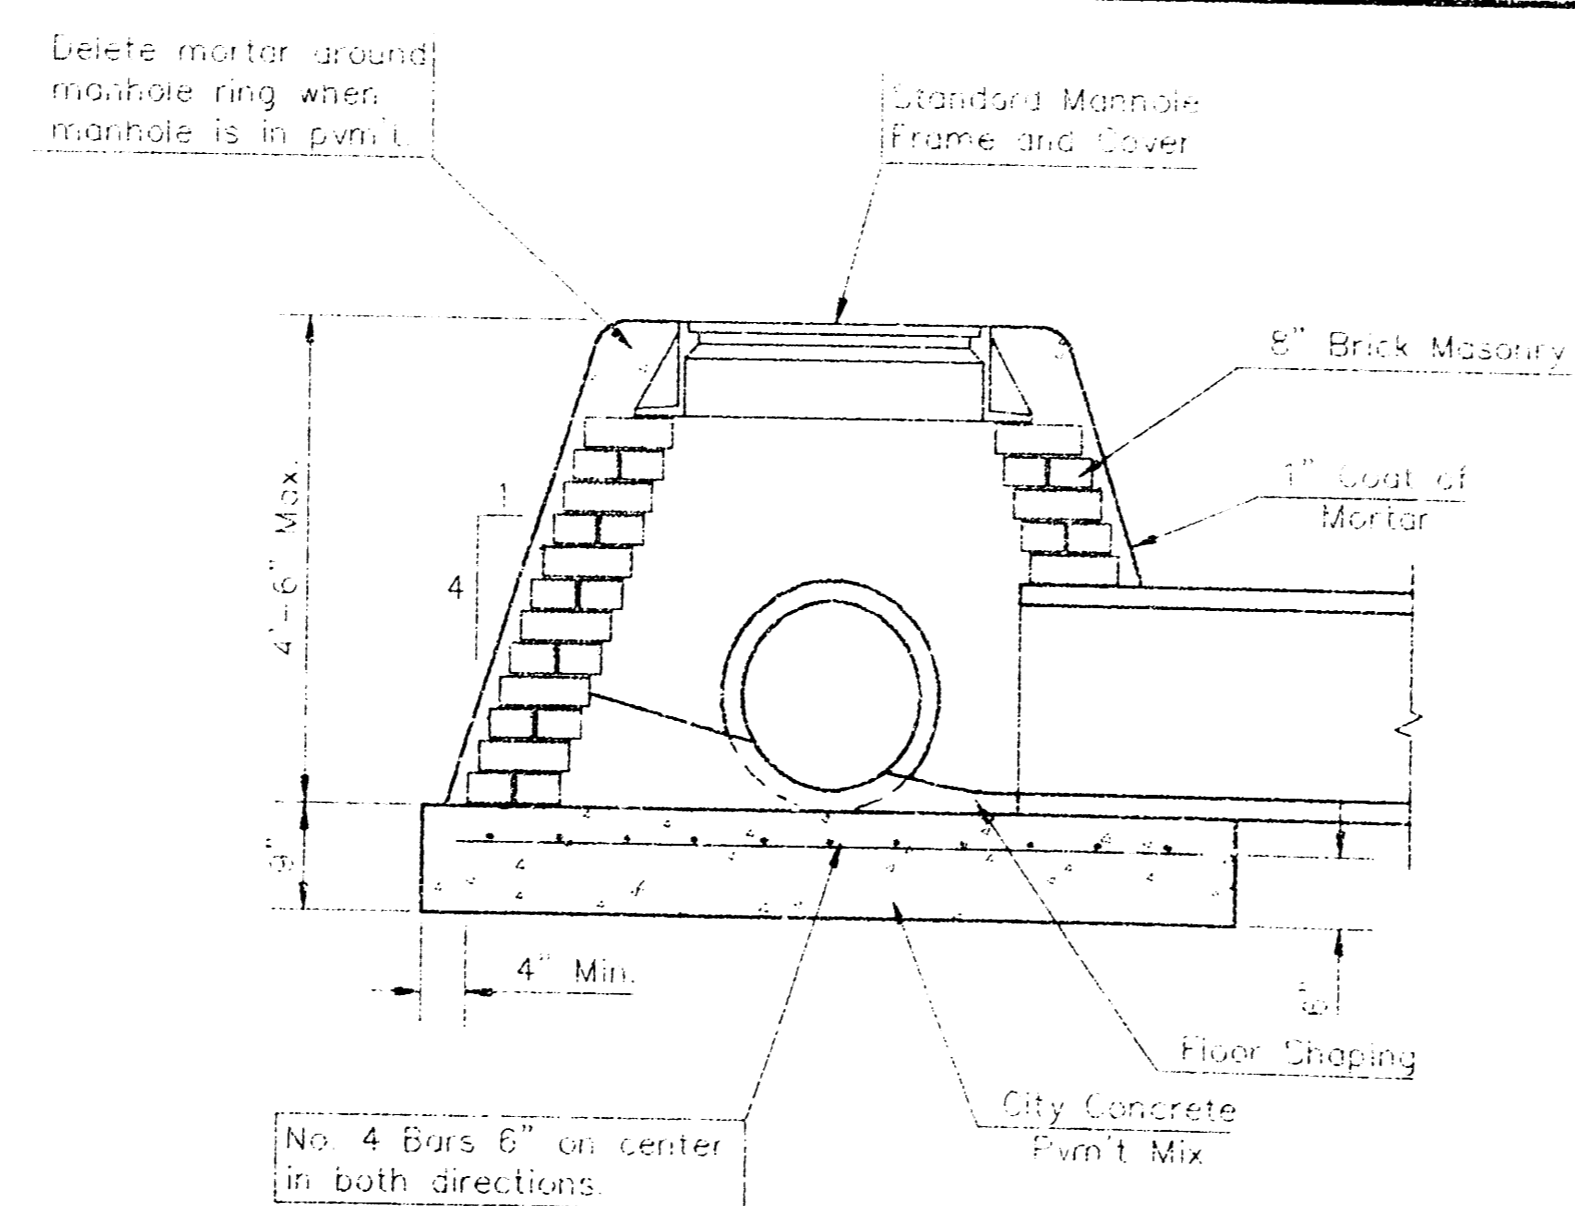 Delete mortar around
manhole ring when
manhole is in pvm't.
Standard Manhole
Frame and Cover
8" Brick Masonry
1" Coat of
Mortar
1
4
4'-6" Max.
4" Min.
Floor Shaping
City Concrete
Pvm't Mix
No. 4 Bars 6" on center
in both directions.